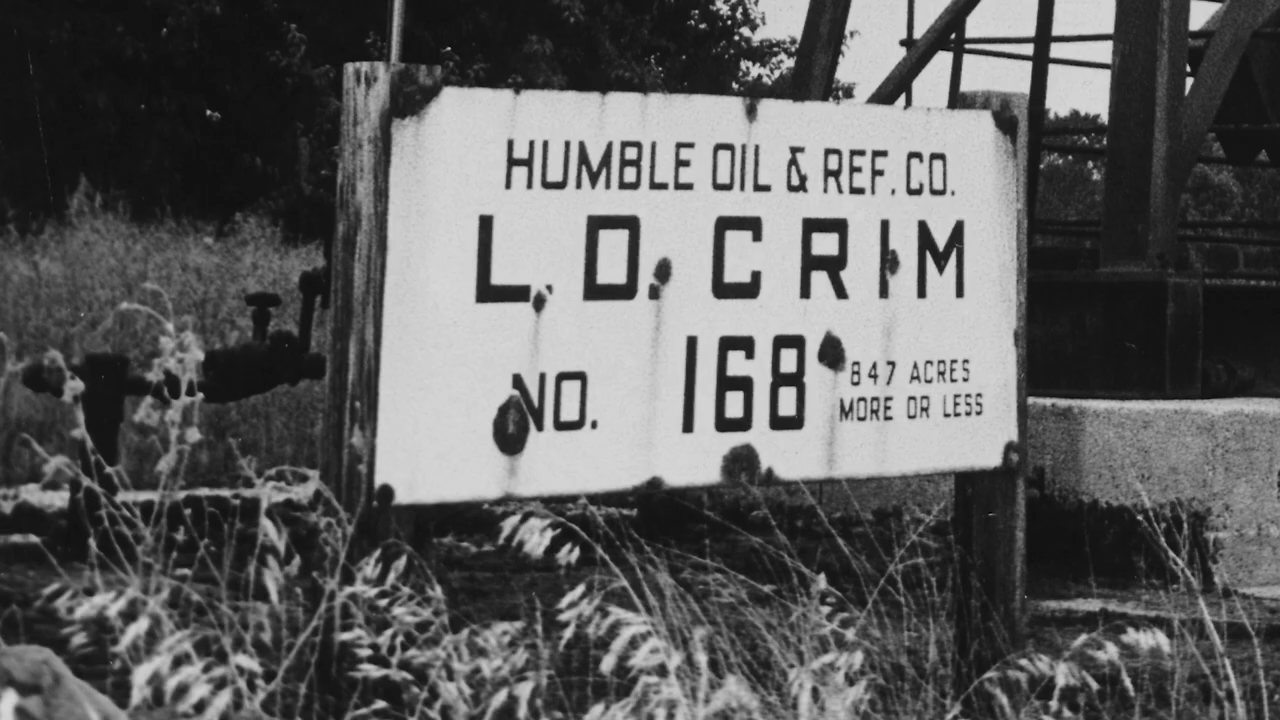 HUMBLE OIL & REF. CO.
L. D. CRIM
NO. 168
847 ACRES
MORE OR LESS